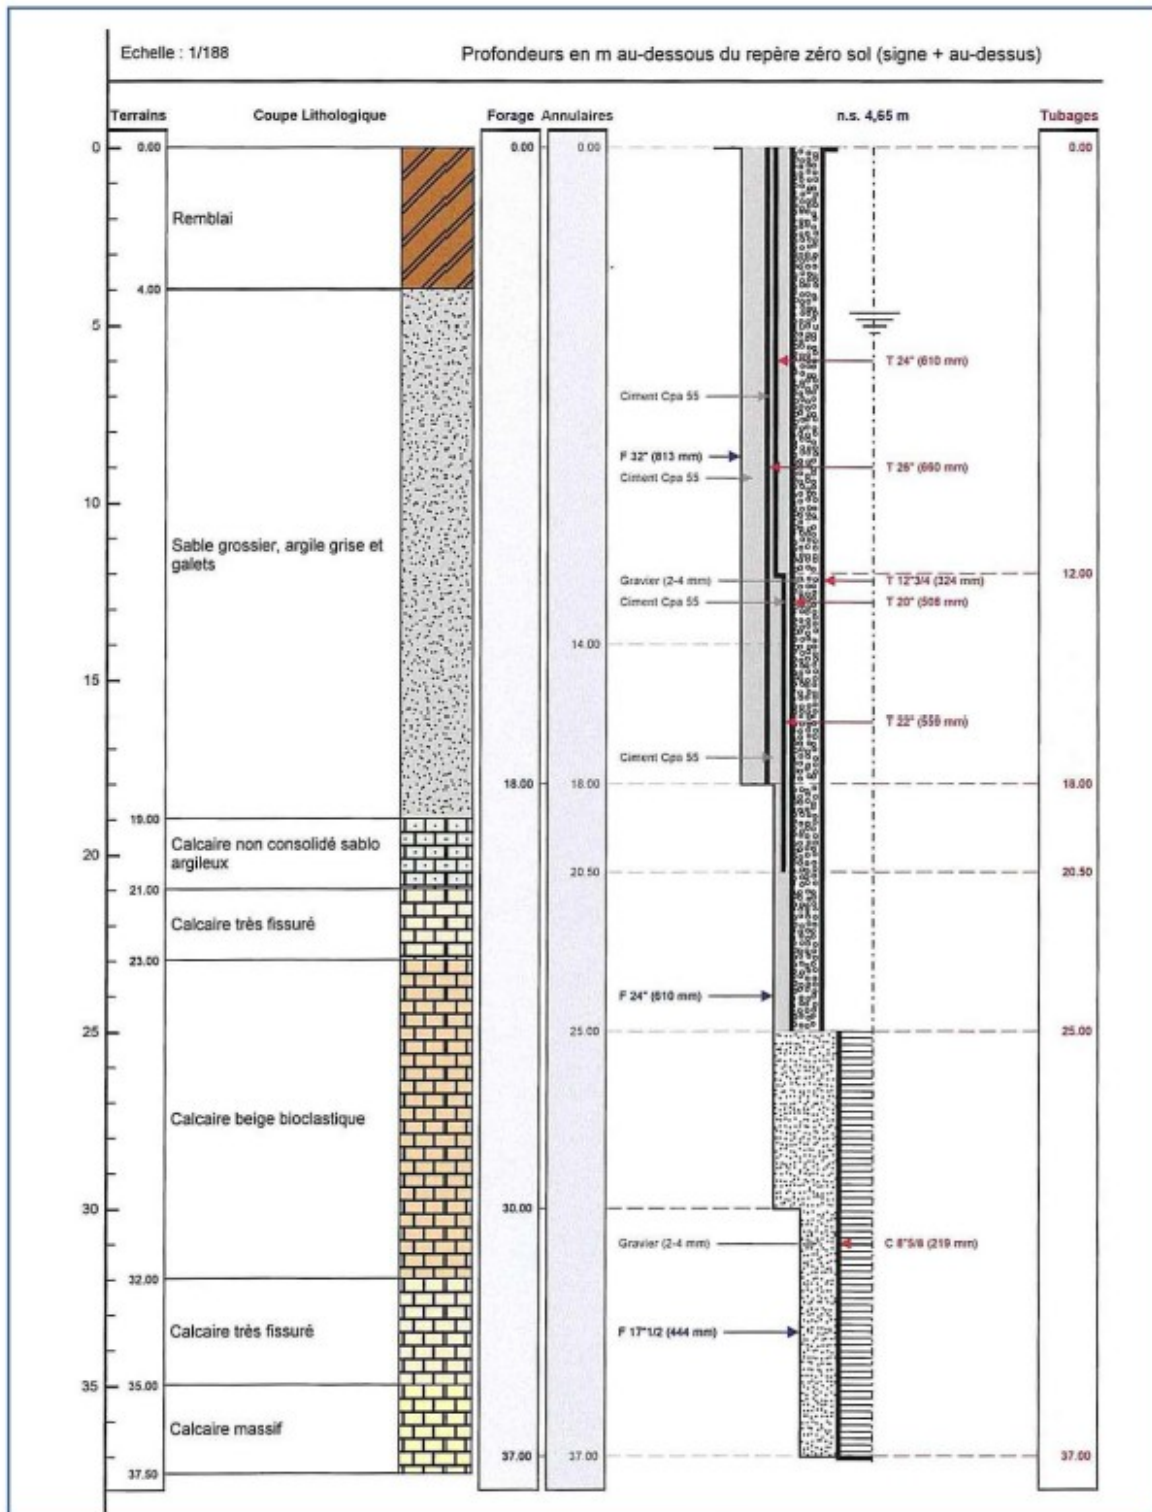 Echelle : 1/188
Profondeurs en m au-dessous du repère zéro sol (signe + au-dessus)
Terrains
Coupe Lithologique
Forage
Annulaires
n.s. 4,65 m
Tubages
0
0.00
0.00
0.00
0.00
Remblai
4.00
5
T 24" (610 mm)
Ciment Cpa 55
F 32" (813 mm)
T 26" (660 mm)
Ciment Cpa 55
10
Sable grossier, argile grise et
galets
12.00
Gravier (2-4 mm)
T 12"3/4 (324 mm)
Ciment Cpa 55
T 20" (508 mm)
14.00
15
T 22" (559 mm)
Ciment Cpa 55
18.00
18.00
18.00
19.00
Calcaire non consolidé sablo
argileux
20
20.50
20.50
21.00
Calcaire très fissuré
23.00
F 24" (610 mm)
25
25.00
25.00
Calcaire beige bioclastique
30
30.00
Gravier (2-4 mm)
C 8"5/8 (219 mm)
32.00
Calcaire très fissuré
F 17"1/2 (444 mm)
35
35.00
Calcaire massif
37.00
37.00
37.00
37.50